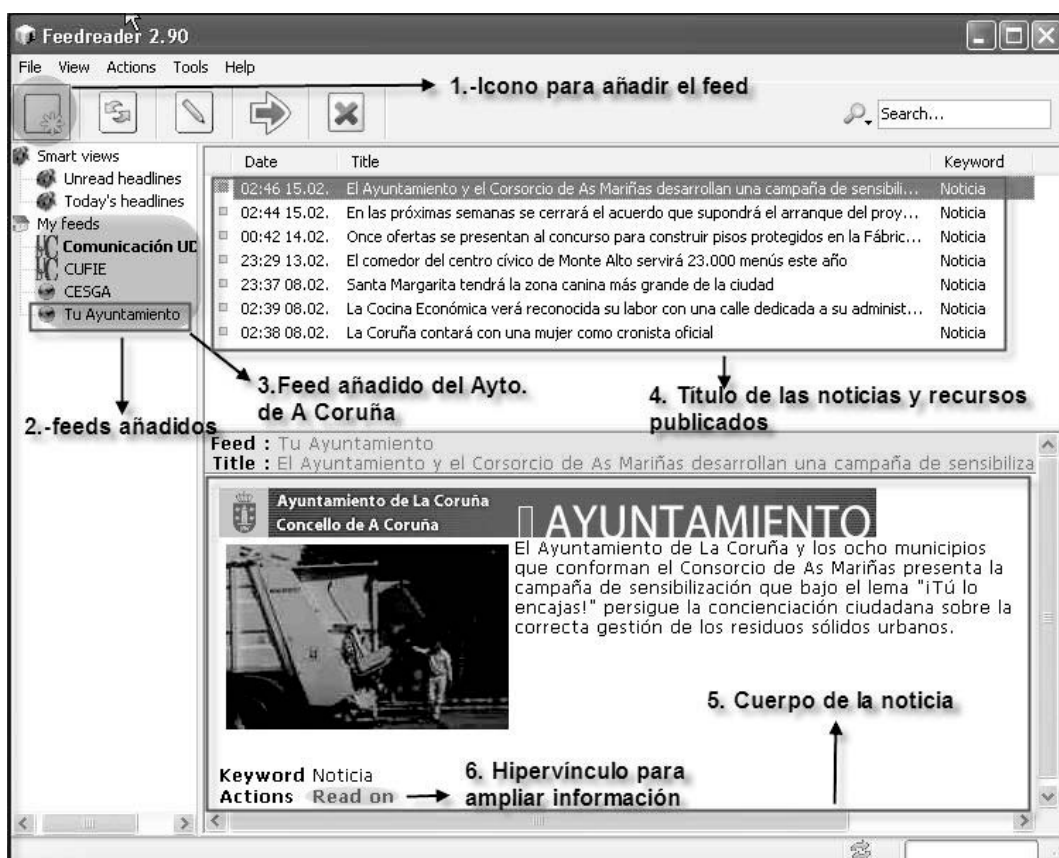 Feedreader 2.90
File View Actions Tools Help
1.-Icono para añadir el feed
Search...
Smart views
Unread headlines
Today's headlines
My feeds
Comunicación UD
CUFIE
CESGA
Tu Ayuntamiento
Date Title Keyword
02:46 15.02. El Ayuntamiento y el Corsorcio de As Mariñas desarrollan una campaña de sensibili... Noticia
02:44 15.02. En las próximas semanas se cerrará el acuerdo que supondrá el arranque del proy... Noticia
00:42 14.02. Once ofertas se presentan al concurso para construir pisos protegidos en la Fábric... Noticia
23:29 13.02. El comedor del centro cívico de Monte Alto servirá 23.000 menús este año Noticia
23:37 08.02. Santa Margarita tendrá la zona canina más grande de la ciudad Noticia
02:39 08.02. La Cocina Económica verá reconocida su labor con una calle dedicada a su administ... Noticia
02:38 08.02. La Coruña contará con una mujer como cronista oficial Noticia
2.-feeds añadidos
3.Feed añadido del Ayto.
de A Coruña
4. Título de las noticias y recursos
publicados
Feed : Tu Ayuntamiento
Title : El Ayuntamiento y el Corsorcio de As Mariñas desarrollan una campaña de sensibiliza
Ayuntamiento de La Coruña
Concello de A Coruña
AYUNTAMIENTO
El Ayuntamiento de La Coruña y los ocho municipios
que conforman el Consorcio de As Mariñas presenta la
campaña de sensibilización que bajo el lema "¡Tú lo
encajas!" persigue la concienciación ciudadana sobre la
correcta gestión de los residuos sólidos urbanos.
5. Cuerpo de la noticia
Keyword Noticia
Actions Read on
6. Hipervínculo para
ampliar información